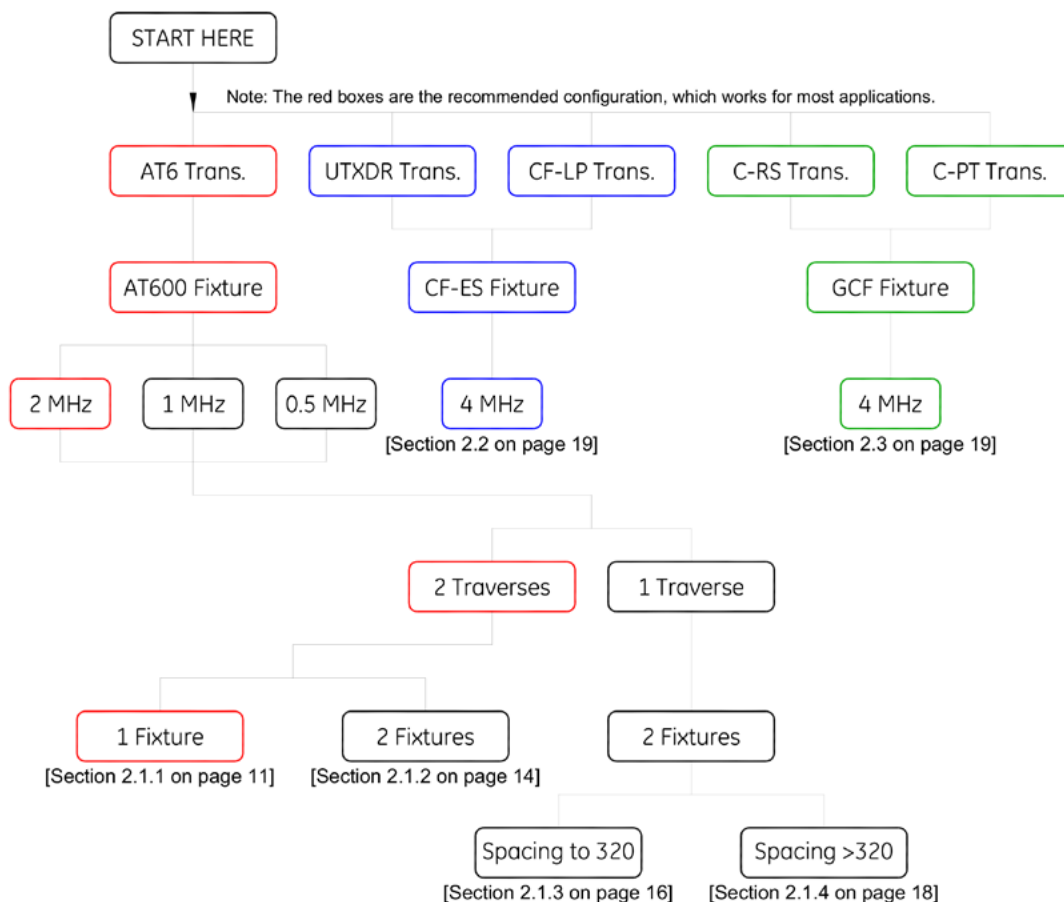 START HERE
Note: The red boxes are the recommended configuration, which works for most applications.
AT6 Trans.
UTXDR Trans.
CF-LP Trans.
C-RS Trans.
C-PT Trans.
AT600 Fixture
CF-ES Fixture
GCF Fixture
2 MHz
1 MHz
0.5 MHz
4 MHz
4 MHz
[Section 2.2 on page 19]
[Section 2.3 on page 19]
2 Traverses
1 Traverse
1 Fixture
2 Fixtures
2 Fixtures
[Section 2.1.1 on page 11]
[Section 2.1.2 on page 14]
Spacing to 320
Spacing >320
[Section 2.1.3 on page 16]
[Section 2.1.4 on page 18]